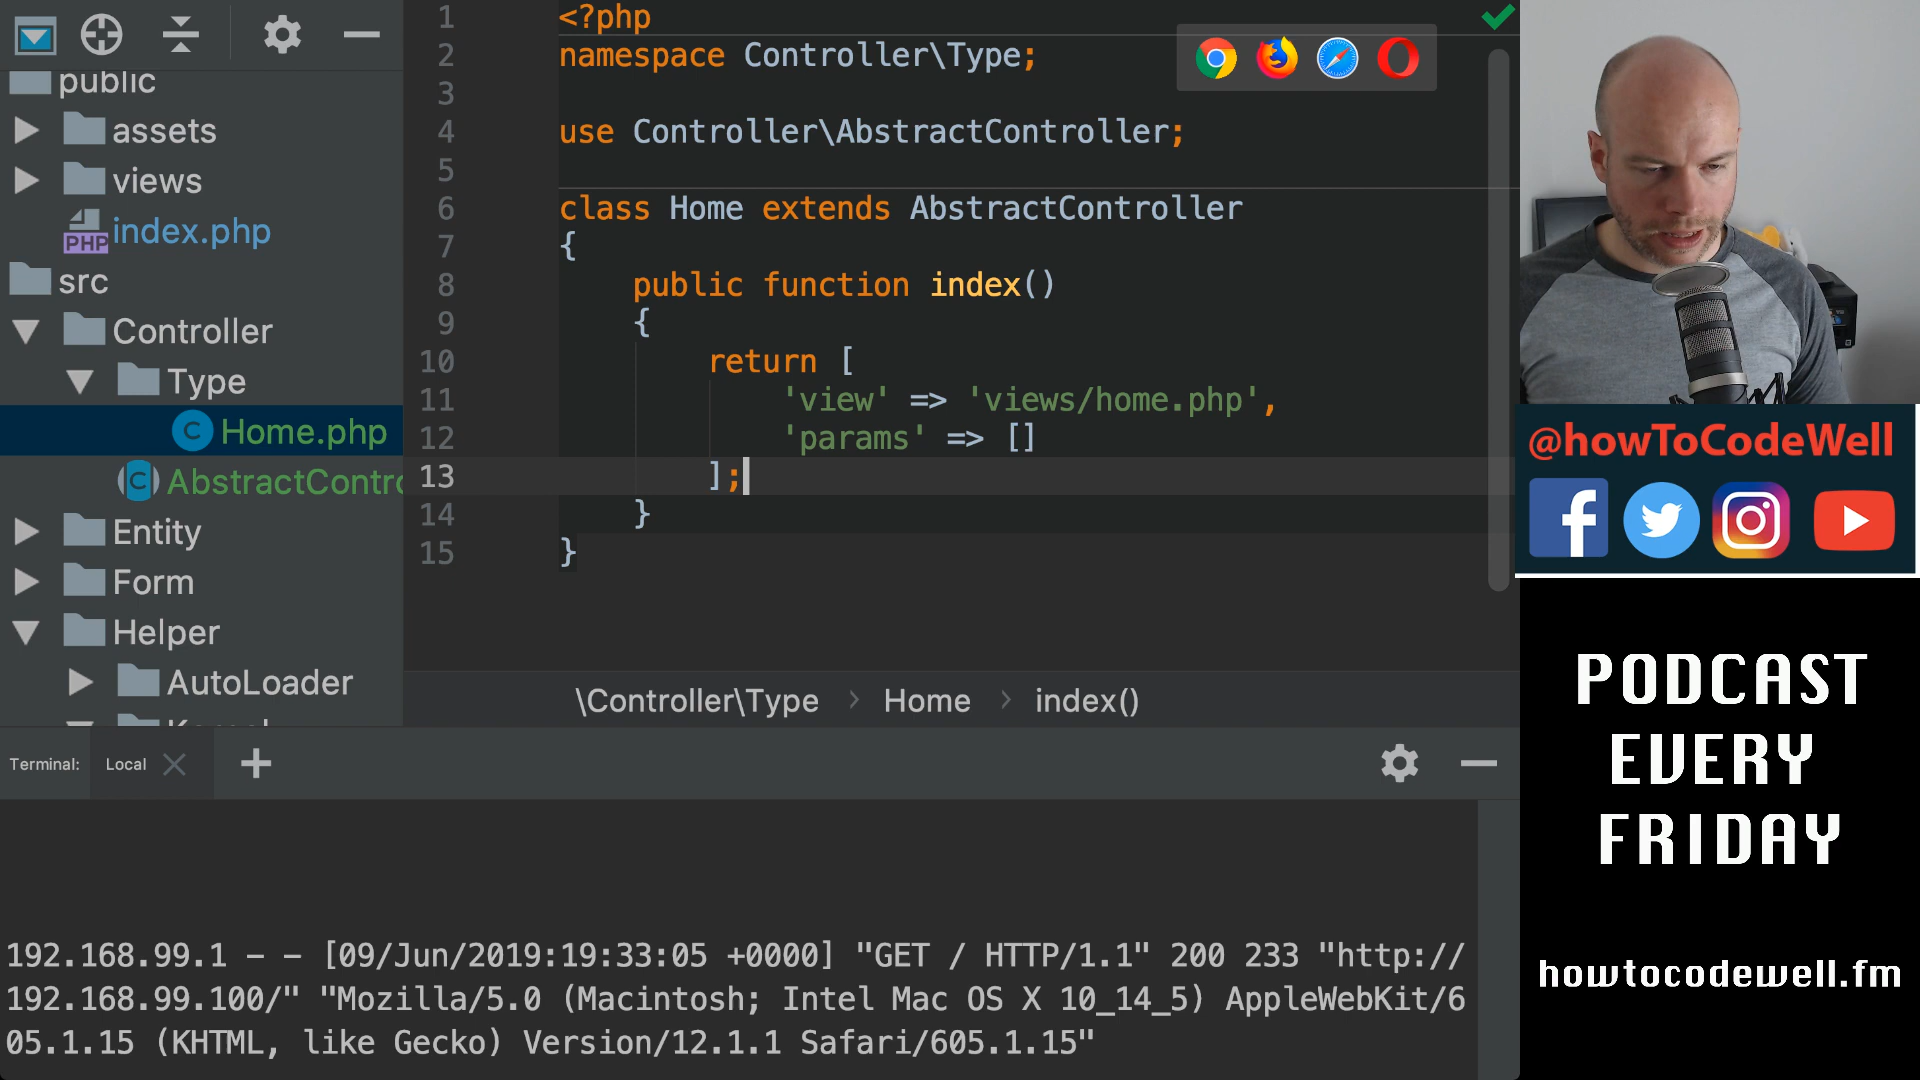 public
assets
views
PHP index.php
src
Controller
Type
C Home.php
C AbstractContro
Entity
Form
Helper
AutoLoader
1 <?php
2 namespace Controller\Type;
3
4 use Controller\AbstractController;
5
6 class Home extends AbstractController
7 {
8 public function index()
9 {
10 return [
11 'view' => 'views/home.php',
12 'params' => []
13 ];
14 }
15 }
\Controller\Type > Home > index()
Terminal: Local
192.168.99.1 - - [09/Jun/2019:19:33:05 +0000] "GET / HTTP/1.1" 200 233 "http://
192.168.99.100/" "Mozilla/5.0 (Macintosh; Intel Mac OS X 10_14_5) AppleWebKit/6
05.1.15 (KHTML, like Gecko) Version/12.1.1 Safari/605.1.15"
@howToCodeWell
PODCAST
EVERY
FRIDAY
howtocodewell.fm